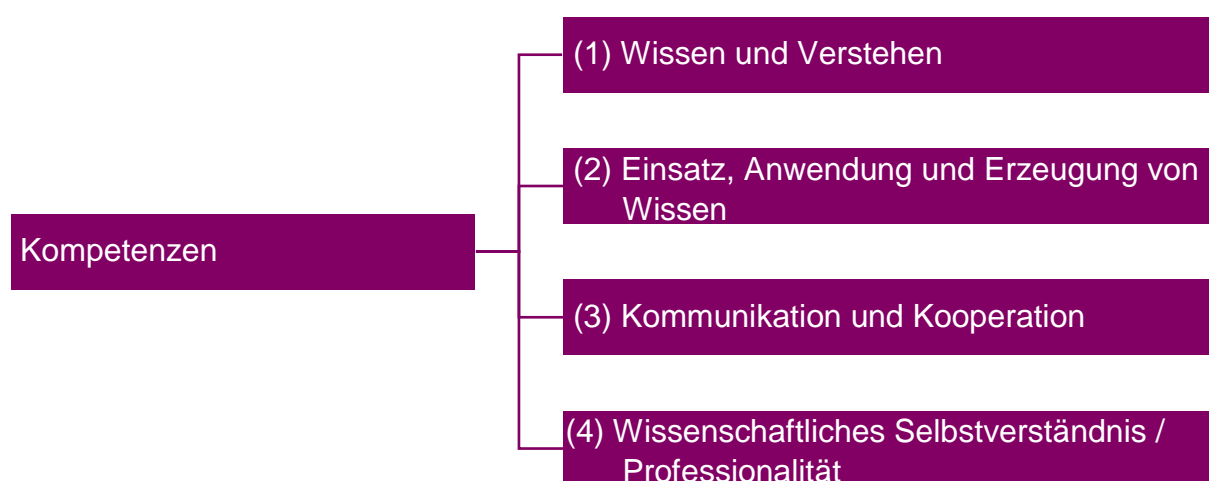 (1) Wissen und Verstehen
(2) Einsatz, Anwendung und Erzeugung von
Wissen
Kompetenzen
(3) Kommunikation und Kooperation
(4) Wissenschaftliches Selbstverständnis /
Professionalität